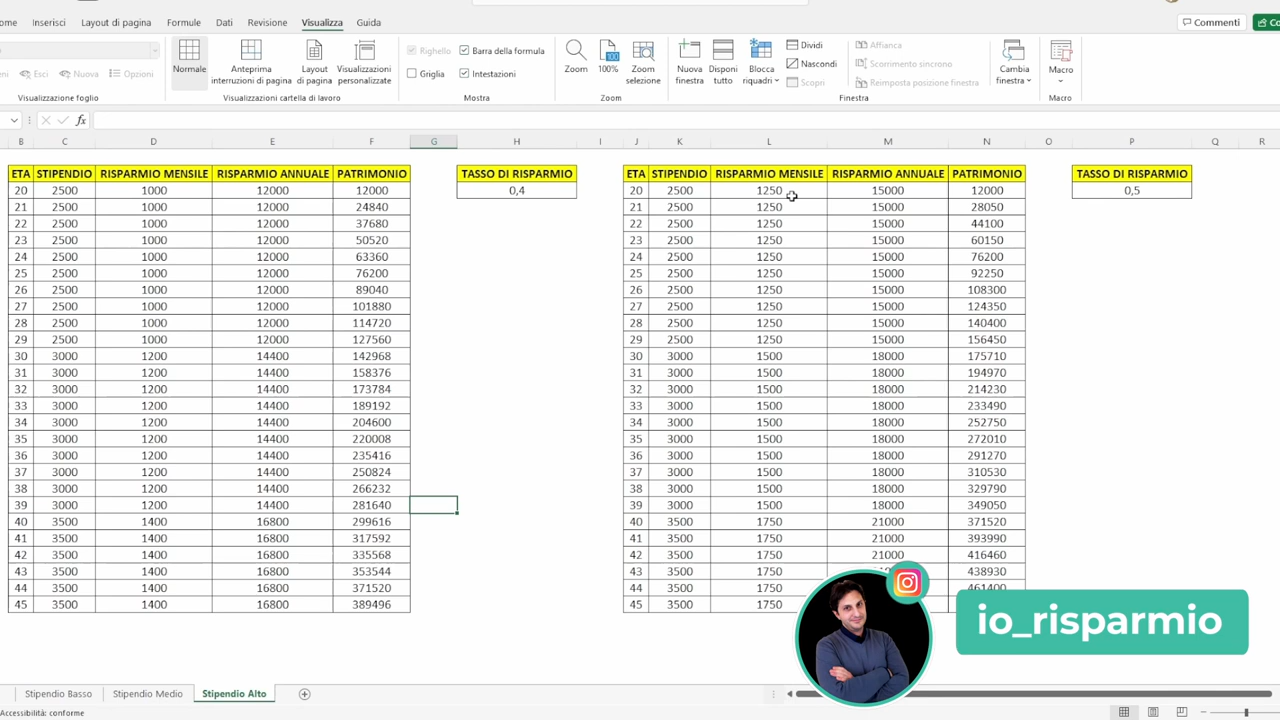 ome Inserisci Layout di pagina Formule Dati Revisione Visualizza Guida Commenti Co
Normale Anteprima interruzioni di pagina Layout di pagina Visualizzazioni personalizzate
Esci Nuova Opzioni
Visualizzazione foglio Visualizzazioni cartella di lavoro
Righello Barra della formula
Griglia Intestazioni
Mostra
Zoom 100% Zoom selezione
Zoom
Nuova finestra Disponi tutto Blocca riquadri
Dividi Affianca
Nascondi Scorrimento sincrono
Scopri Reimposta posizione finestra
Cambia finestra
Finestra
Macro
Macro
fx
B C D E F G H I J K L M N O P Q R
ETA STIPENDIO RISPARMIO MENSILE RISPARMIO ANNUALE PATRIMONIO TASSO DI RISPARMIO ETA STIPENDIO RISPARMIO MENSILE RISPARMIO ANNUALE PATRIMONIO TASSO DI RISPARMIO
20 2500 1000 12000 12000 0,4 20 2500 1250 15000 12000 0,5
21 2500 1000 12000 24840 21 2500 1250 15000 28050
22 2500 1000 12000 37680 22 2500 1250 15000 44100
23 2500 1000 12000 50520 23 2500 1250 15000 60150
24 2500 1000 12000 63360 24 2500 1250 15000 76200
25 2500 1000 12000 76200 25 2500 1250 15000 92250
26 2500 1000 12000 89040 26 2500 1250 15000 108300
27 2500 1000 12000 101880 27 2500 1250 15000 124350
28 2500 1000 12000 114720 28 2500 1250 15000 140400
29 2500 1000 12000 127560 29 2500 1250 15000 156450
30 3000 1200 14400 142968 30 3000 1500 18000 175710
31 3000 1200 14400 158376 31 3000 1500 18000 194970
32 3000 1200 14400 173784 32 3000 1500 18000 214230
33 3000 1200 14400 189192 33 3000 1500 18000 233490
34 3000 1200 14400 204600 34 3000 1500 18000 252750
35 3000 1200 14400 220008 35 3000 1500 18000 272010
36 3000 1200 14400 235416 36 3000 1500 18000 291270
37 3000 1200 14400 250824 37 3000 1500 18000 310530
38 3000 1200 14400 266232 38 3000 1500 18000 329790
39 3000 1200 14400 281640 39 3000 1500 18000 349050
40 3500 1400 16800 299616 40 3500 1750 21000 371520
41 3500 1400 16800 317592 41 3500 1750 21000 393990
42 3500 1400 16800 335568 42 3500 1750 21000 416460
43 3500 1400 16800 353544 43 3500 1750 438930
44 3500 1400 16800 371520 44 3500 1750 461400
45 3500 1400 16800 389496 45 3500 1750
io_risparmio
Stipendio Basso Stipendio Medio Stipendio Alto
Accessibilità: conforme